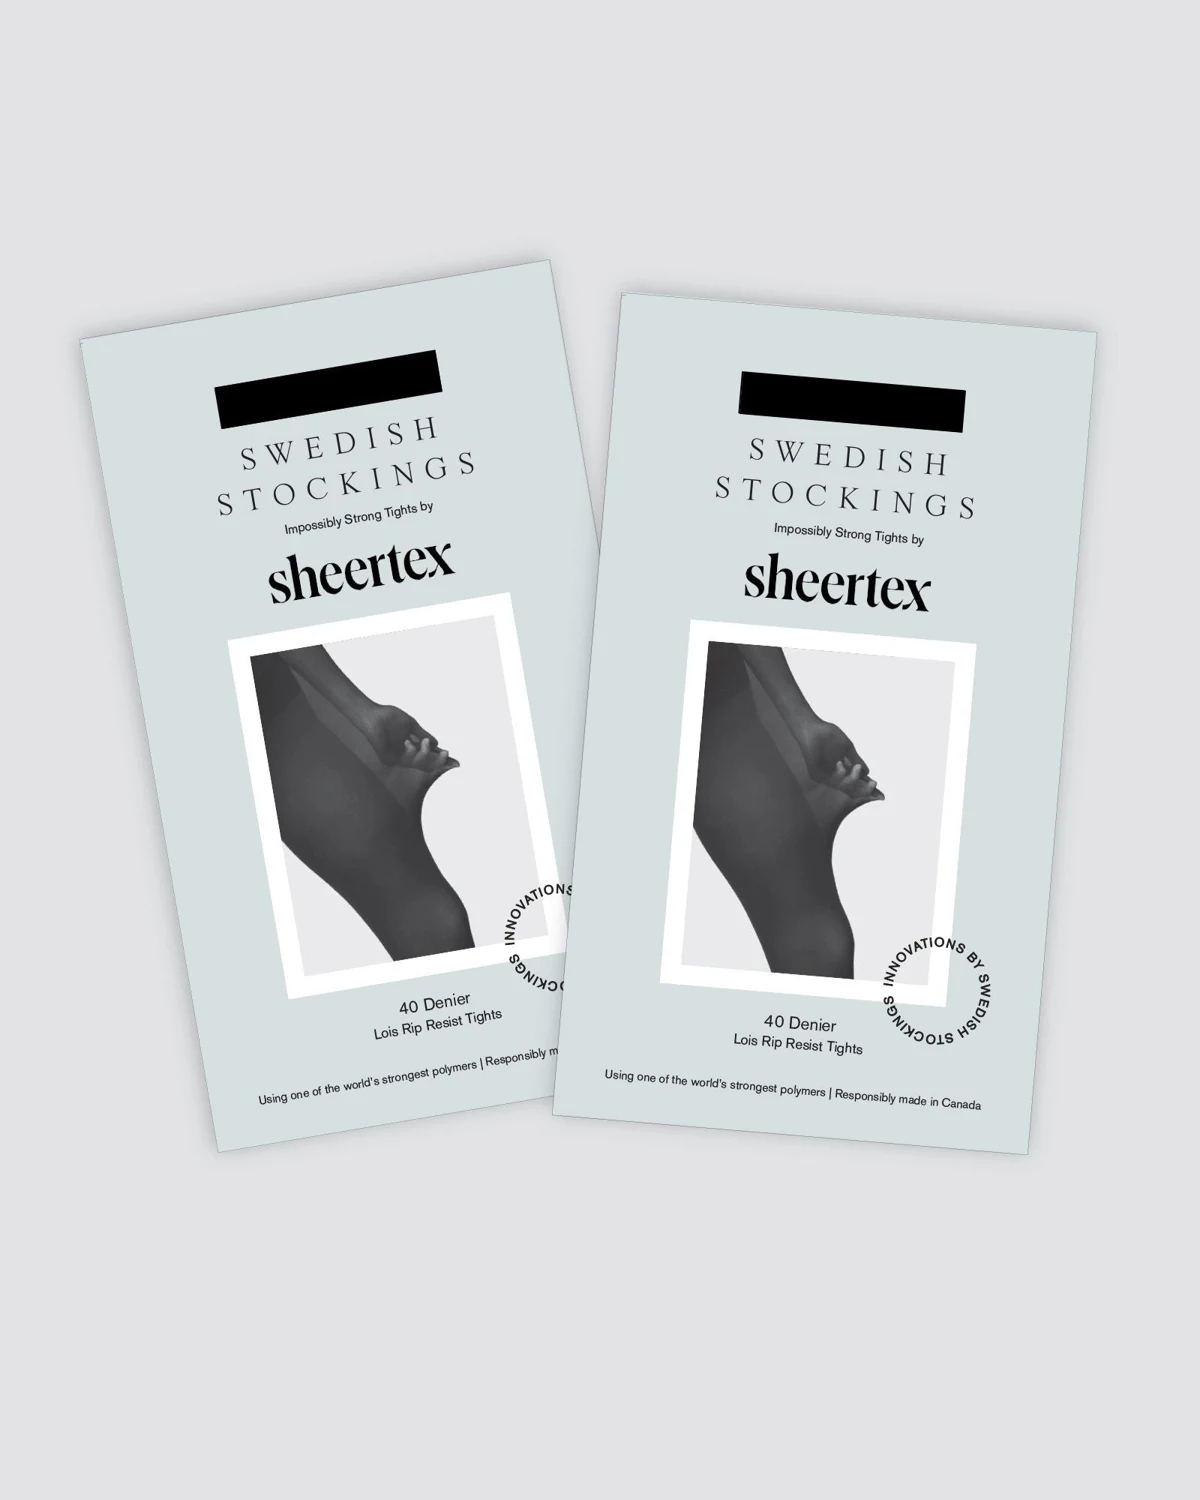 SWEDISH
STOCKINGS
Impossibly Strong Tights by
sheertex
INNOVATIONS
OCKINGS
40 Denier
Lois Rip Resist Tights
Using one of the world's strongest polymers | Responsibly m
SWEDISH
STOCKINGS
Impossibly Strong Tights by
sheertex
INNOVATIONS BY SWEDISH STOCKINGS
40 Denier
Lois Rip Resist Tights
Using one of the world's strongest polymers | Responsibly made in Canada